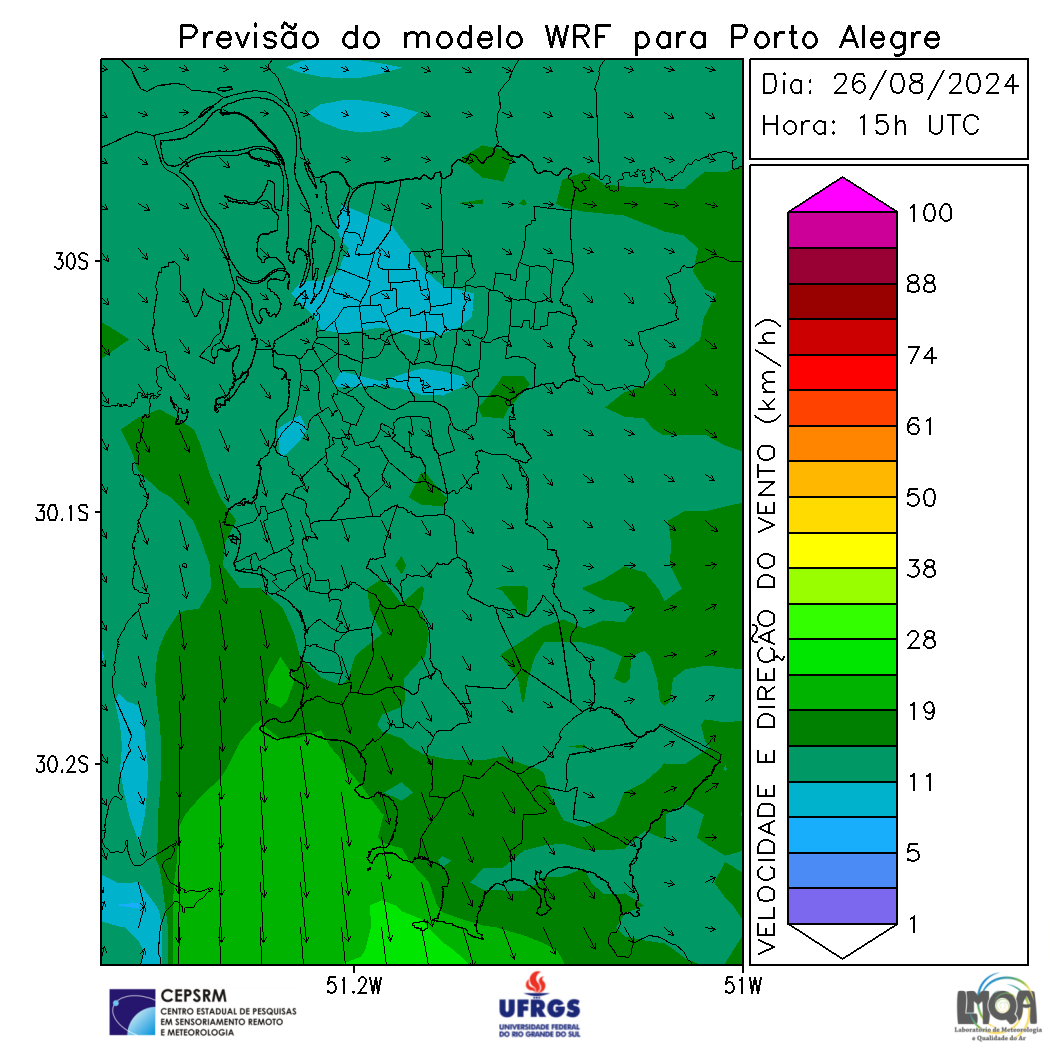 Previsão do modelo WRF para Porto Alegre
Dia: 26/08/2024
Hora: 15h UTC
30S
30.1S
30.2S
51.2W
51W
VELOCIDADE E DIREÇÃO DO VENTO (km/h)
100
88
74
61
50
38
28
19
11
5
1
CEPSRM
CENTRO ESTADUAL DE PESQUISAS
EM SENSORIAMENTO REMOTO
E METEOROLOGIA
UFRGS
UNIVERSIDADE FEDERAL
DO RIO GRANDE DO SUL
LMQA
Laboratório de Meteorologia
e Qualidade do Ar